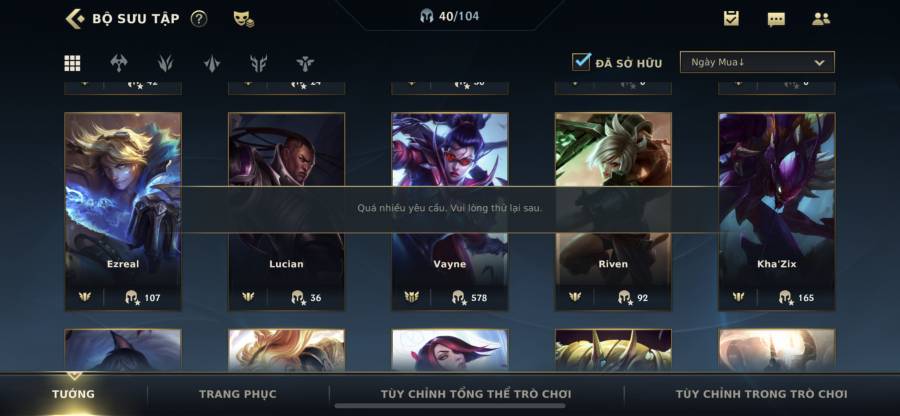 BỘ SƯU TẬP ?
40/104
ĐÃ SỞ HỮU
Ngày Mua↓
Quá nhiều yêu cầu. Vui lòng thử lại sau.
Ezreal
Lucian
Vayne
Riven
Kha'Zix
107
36
578
92
165
TƯỚNG
TRANG PHỤC
TÙY CHỈNH TỔNG THỂ TRÒ CHƠI
TÙY CHỈNH TRONG TRÒ CHƠI